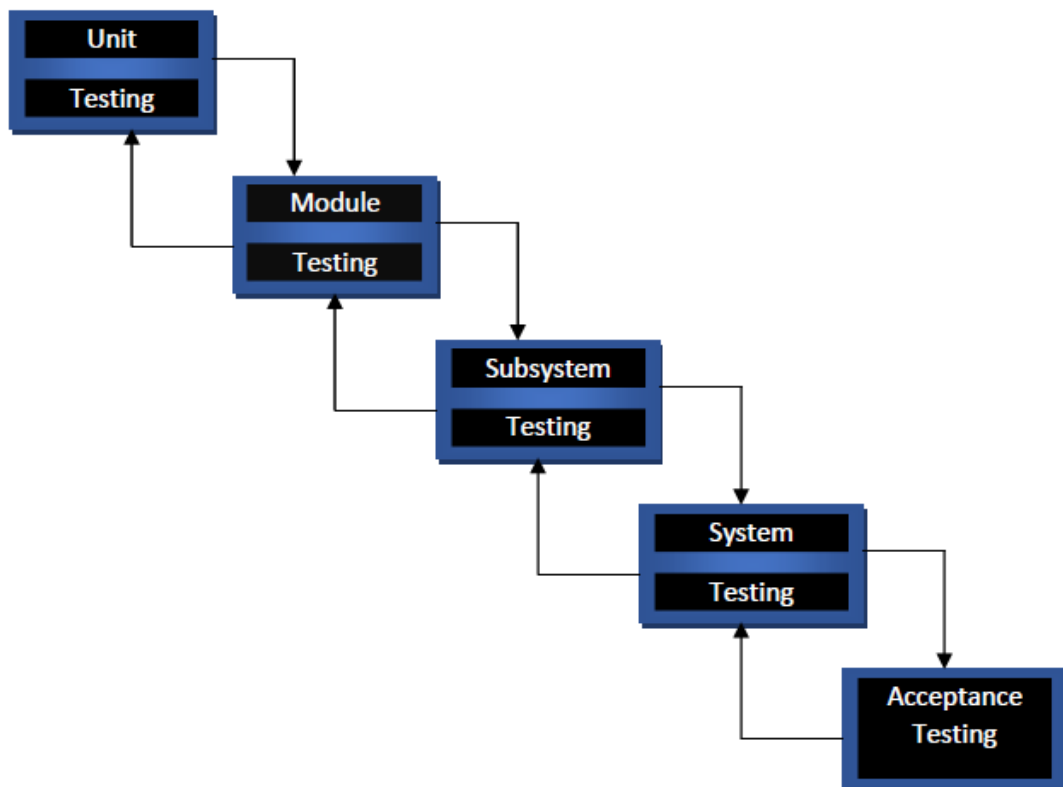 Unit
Testing
Module
Testing
Subsystem
Testing
System
Testing
Acceptance
Testing